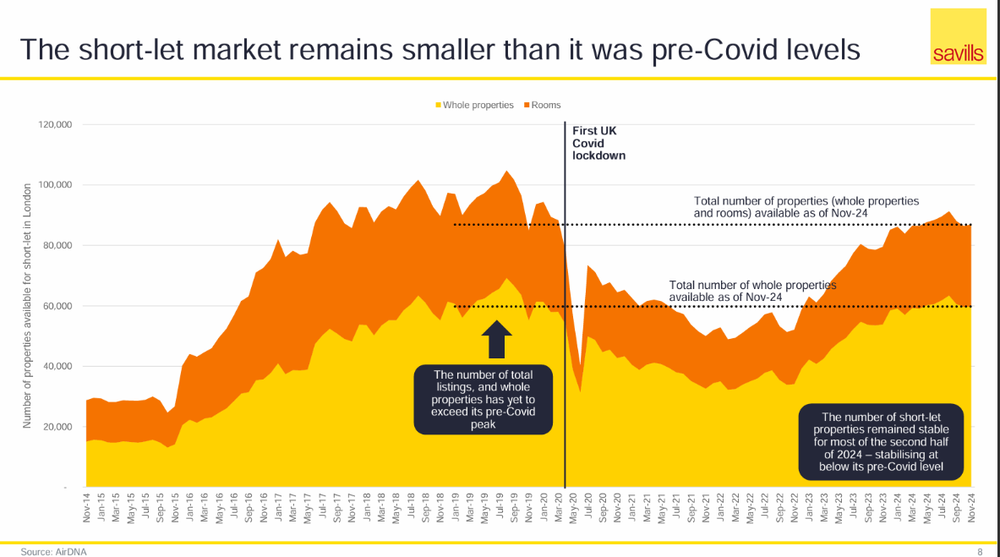 The short-let market remains smaller than it was pre-Covid levels
savills
Whole properties
Rooms
Number of properties available for short-let in London
120,000
100,000
80,000
60,000
40,000
20,000
-
First UK
Covid
lockdown
Total number of properties (whole properties
and rooms) available as of Nov-24
Total number of whole properties
available as of Nov-24
The number of total
listings, and whole
properties has yet to
exceed its pre-Covid
peak
The number of short-let
properties remained stable
for most of the second half
of 2024 – stabilising at
below its pre-Covid level
Nov-14
Jan-15
Mar-15
May-15
Jul-15
Sep-15
Nov-15
Jan-16
Mar-16
May-16
Jul-16
Sep-16
Nov-16
Jan-17
Mar-17
May-17
Jul-17
Sep-17
Nov-17
Jan-18
Mar-18
May-18
Jul-18
Sep-18
Nov-18
Jan-19
Mar-19
May-19
Jul-19
Sep-19
Nov-19
Jan-20
Mar-20
May-20
Jul-20
Sep-20
Nov-20
Jan-21
Mar-21
May-21
Jul-21
Sep-21
Nov-21
Jan-22
Mar-22
May-22
Jul-22
Sep-22
Nov-22
Jan-23
Mar-23
May-23
Jul-23
Sep-23
Nov-23
Jan-24
Mar-24
May-24
Jul-24
Sep-24
Nov-24
Source: AirDNA
8